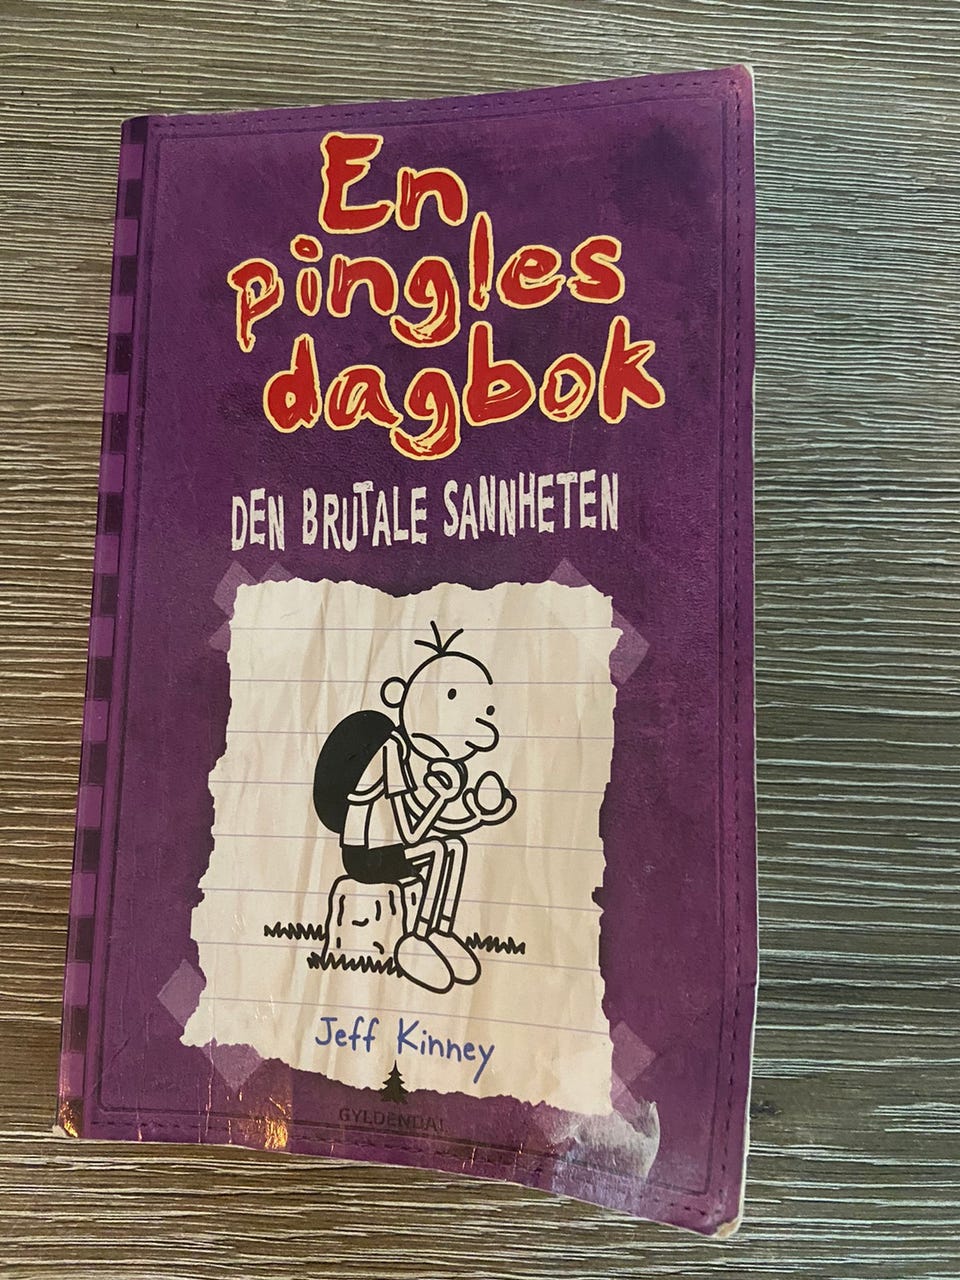 En
pingles
dagbok
DEN BRUTALE SANNHETEN
Jeff Kinney
GYLDENDAL